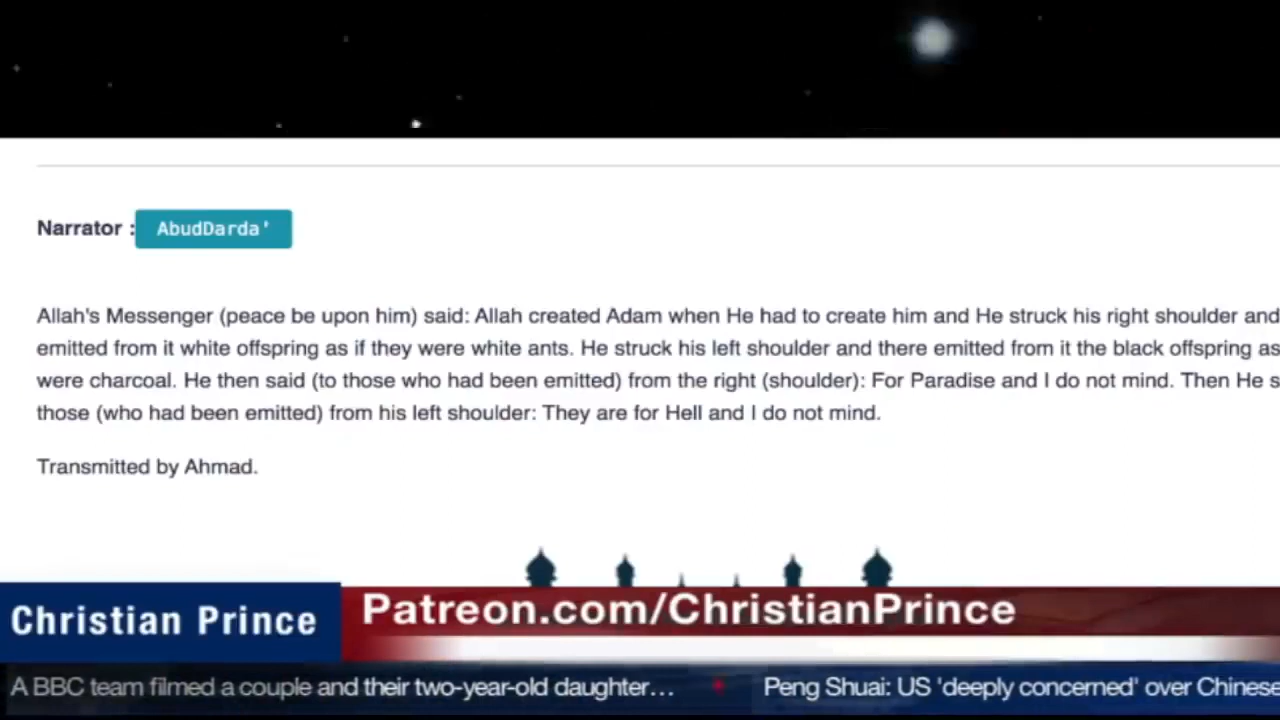 Narrator : AbudDarda'
Allah's Messenger (peace be upon him) said: Allah created Adam when He had to create him and He struck his right shoulder and
emitted from it white offspring as if they were white ants. He struck his left shoulder and there emitted from it the black offspring as
were charcoal. He then said (to those who had been emitted) from the right (shoulder): For Paradise and I do not mind. Then He s
those (who had been emitted) from his left shoulder: They are for Hell and I do not mind.
Transmitted by Ahmad.
Christian Prince
Patreon.com/ChristianPrince
A BBC team filmed a couple and their two-year-old daughter... Peng Shuai: US 'deeply concerned' over Chinese